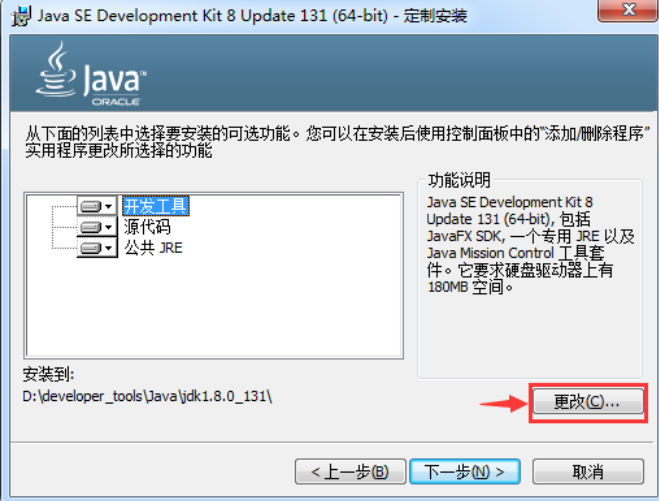 Java SE Development Kit 8 Update 131 (64-bit) - 定制安装
Java™
ORACLE
从下面的列表中选择要安装的可选功能。您可以在安装后使用控制面板中的"添加/删除程序"
实用程序更改所选择的功能
开发工具
源代码
公共 JRE
功能说明
Java SE Development Kit 8
Update 131 (64-bit), 包括
JavaFX SDK, 一个专用 JRE 以及
Java Mission Control 工具套
件。它要求硬盘驱动器上有
180MB 空间。
安装到:
D:\developer_tools\Java\jdk1.8.0_131\
更改(C)...
< 上一步(B)
下一步(N) >
取消